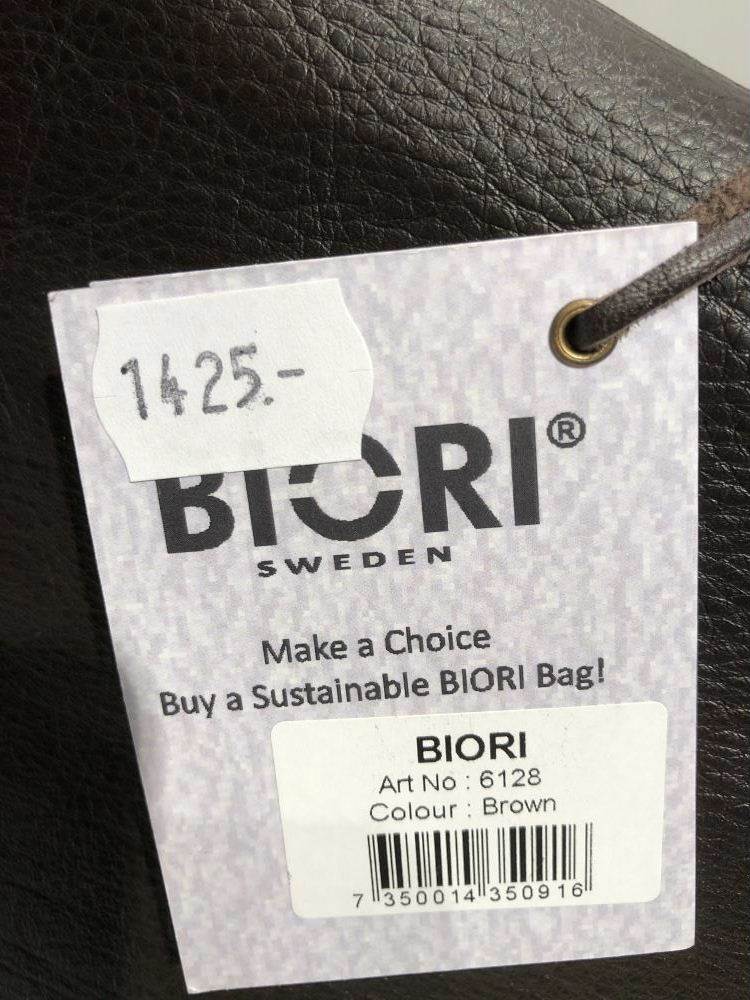 1425.-
BIORI®
SWEDEN
Make a Choice
Buy a Sustainable BIORI Bag!
BIORI
Art No : 6128
Colour : Brown
7 350014 350916